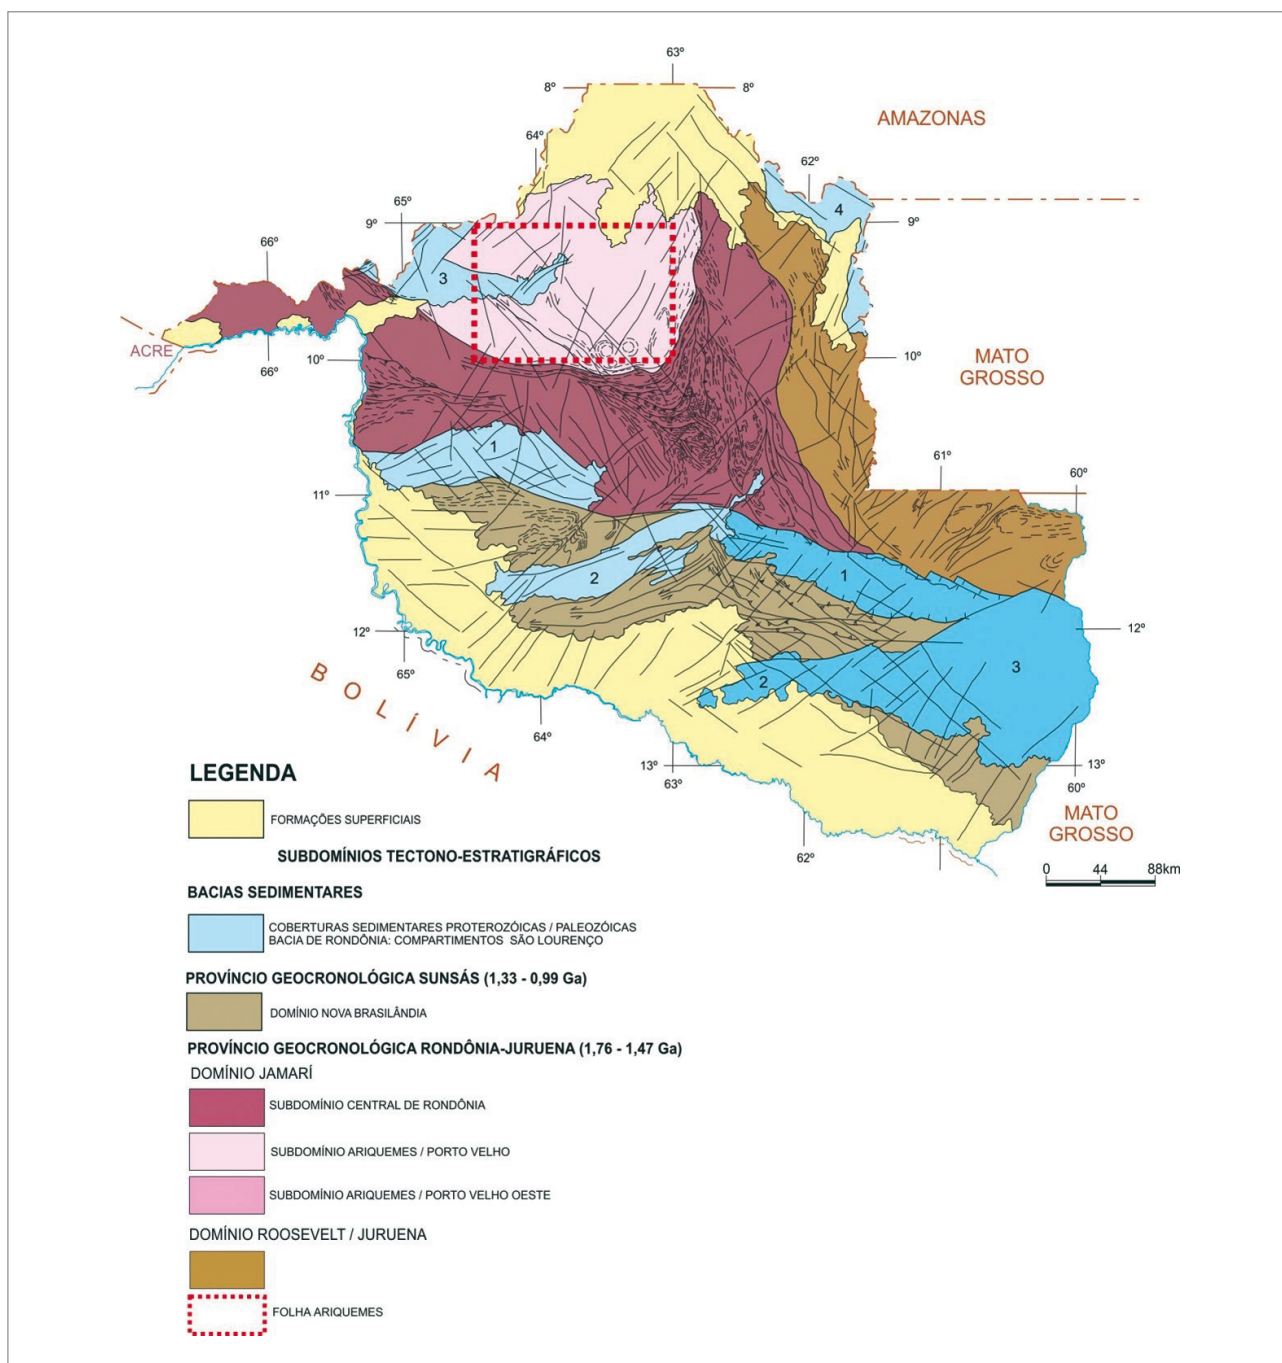 63º
8º
8º
AMAZONAS
64º
62º
65º
4
9º
9º
66º
3
ACRE
10º
66º
10º
MATO
GROSSO
1
61º
60º
11º
1
2
12º
12º
65º
3
2
BOLÍVIA
64º
13º
63º
13º
60º
MATO
GROSSO
62º
0 44 88km
LEGENDA
FORMAÇÕES SUPERFICIAIS
SUBDOMÍNIOS TECTONO-ESTRATIGRÁFICOS
BACIAS SEDIMENTARES
COBERTURAS SEDIMENTARES PROTEROZÓICAS / PALEOZÓICAS
BACIA DE RONDÔNIA: COMPARTIMENTOS SÃO LOURENÇO
PROVÍNCIO GEOCRONOLÓGICA SUNSÁS (1,33 - 0,99 Ga)
DOMÍNIO NOVA BRASILÂNDIA
PROVÍNCIO GEOCRONOLÓGICA RONDÔNIA-JURUENA (1,76 - 1,47 Ga)
DOMÍNIO JAMARÍ
SUBDOMÍNIO CENTRAL DE RONDÔNIA
SUBDOMÍNIO ARIQUEMES / PORTO VELHO
SUBDOMÍNIO ARIQUEMES / PORTO VELHO OESTE
DOMÍNIO ROOSEVELT / JURUENA
FOLHA ARIQUEMES